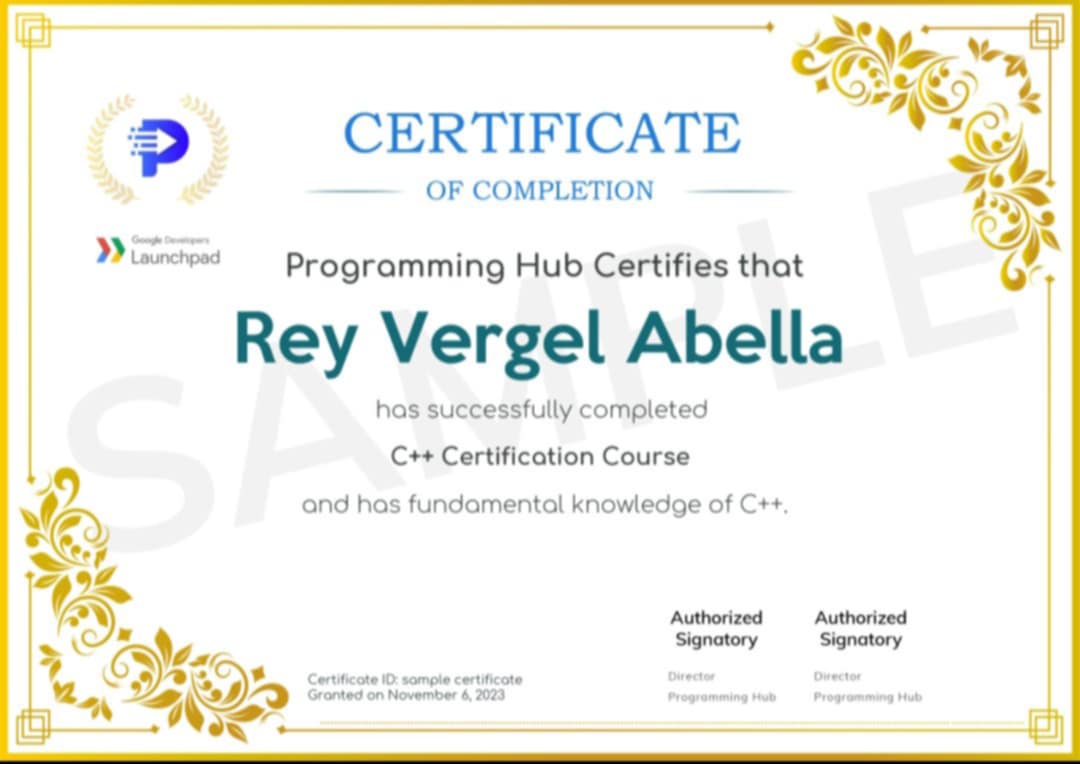 CERTIFICATE
OF COMPLETION
Google Developers
Launchpad
Programming Hub Certifies that
Rey Vergel Abella
has successfully completed
C++ Certification Course
and has fundamental knowledge of C++.
SAMPLE
Authorized Signatory
Authorized Signatory
Director
Programming Hub
Director
Programming Hub
Certificate ID: sample certificate
Granted on November 6, 2023